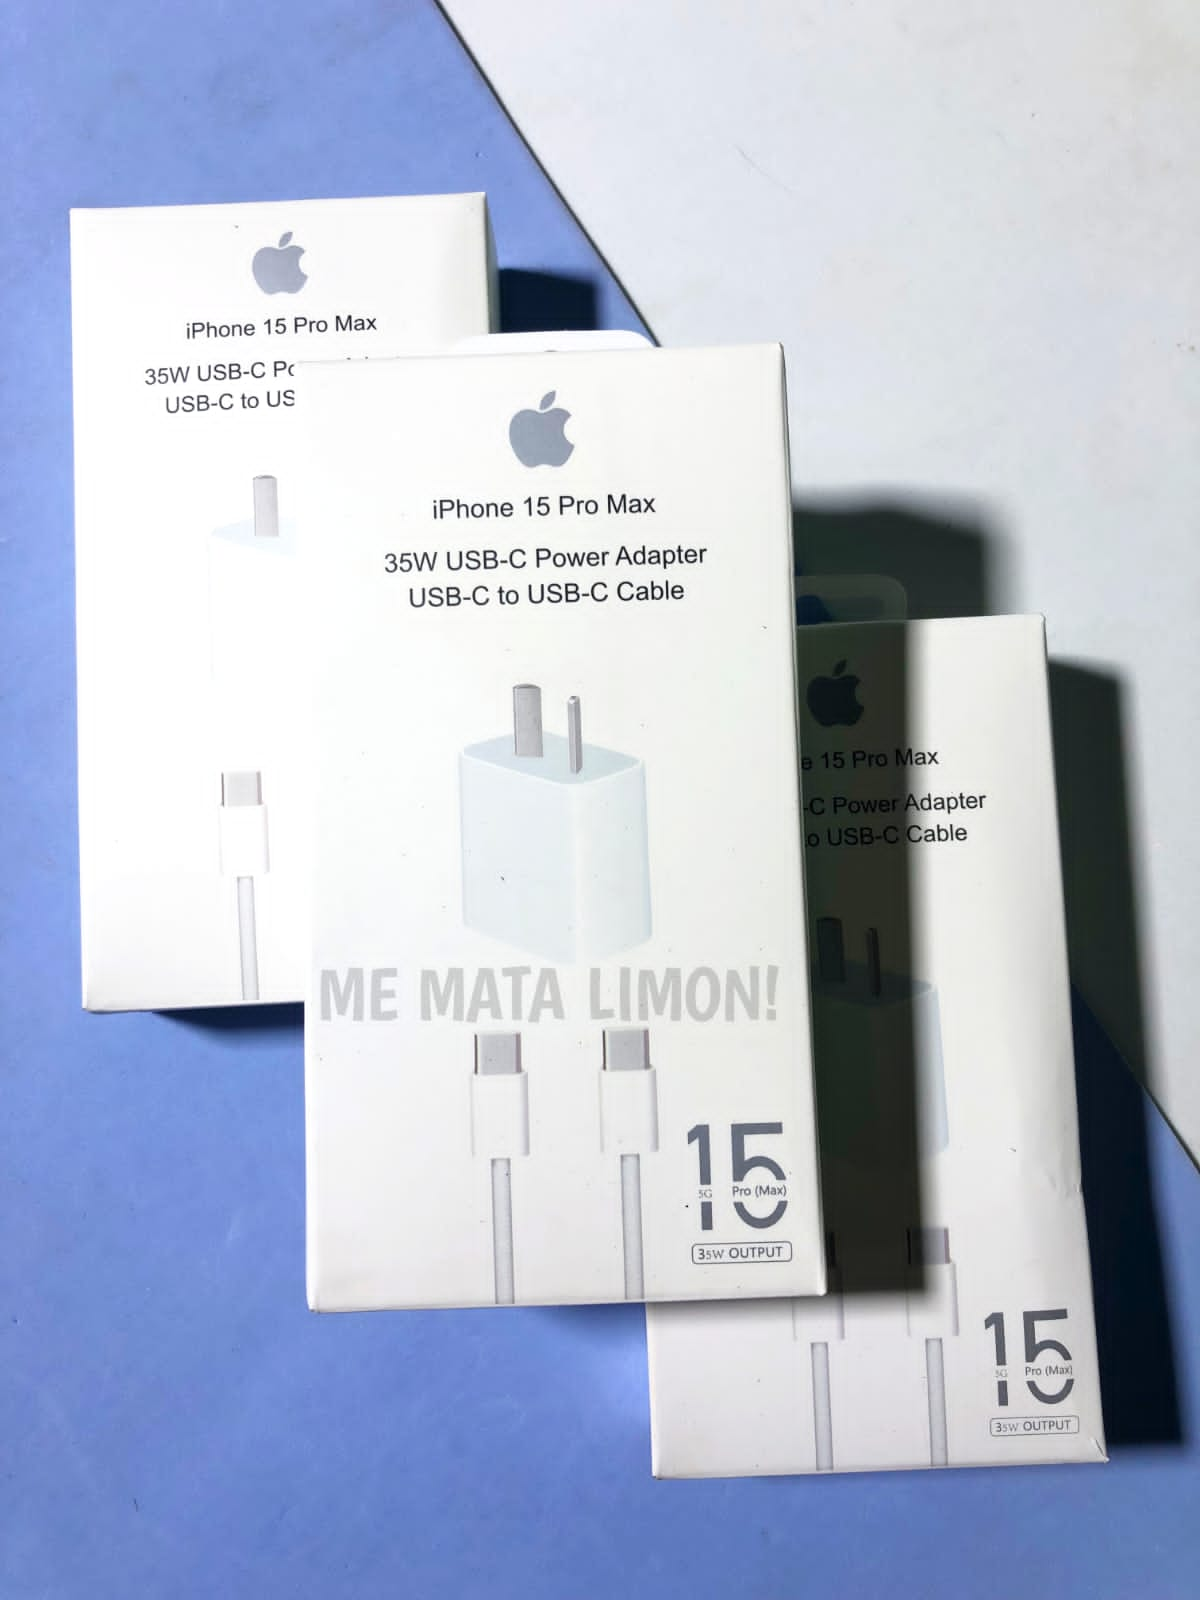 iPhone 15 Pro Max
35W USB-C
USB-C to
iPhone 15 Pro Max
35W USB-C Power Adapter
USB-C to USB-C Cable
ME MATA LIMON!
15
5G Pro (Max)
35W OUTPUT
15 Pro Max
-C Power Adapter
USB-C Cable
15
5G Pro (Max)
35W OUTPUT